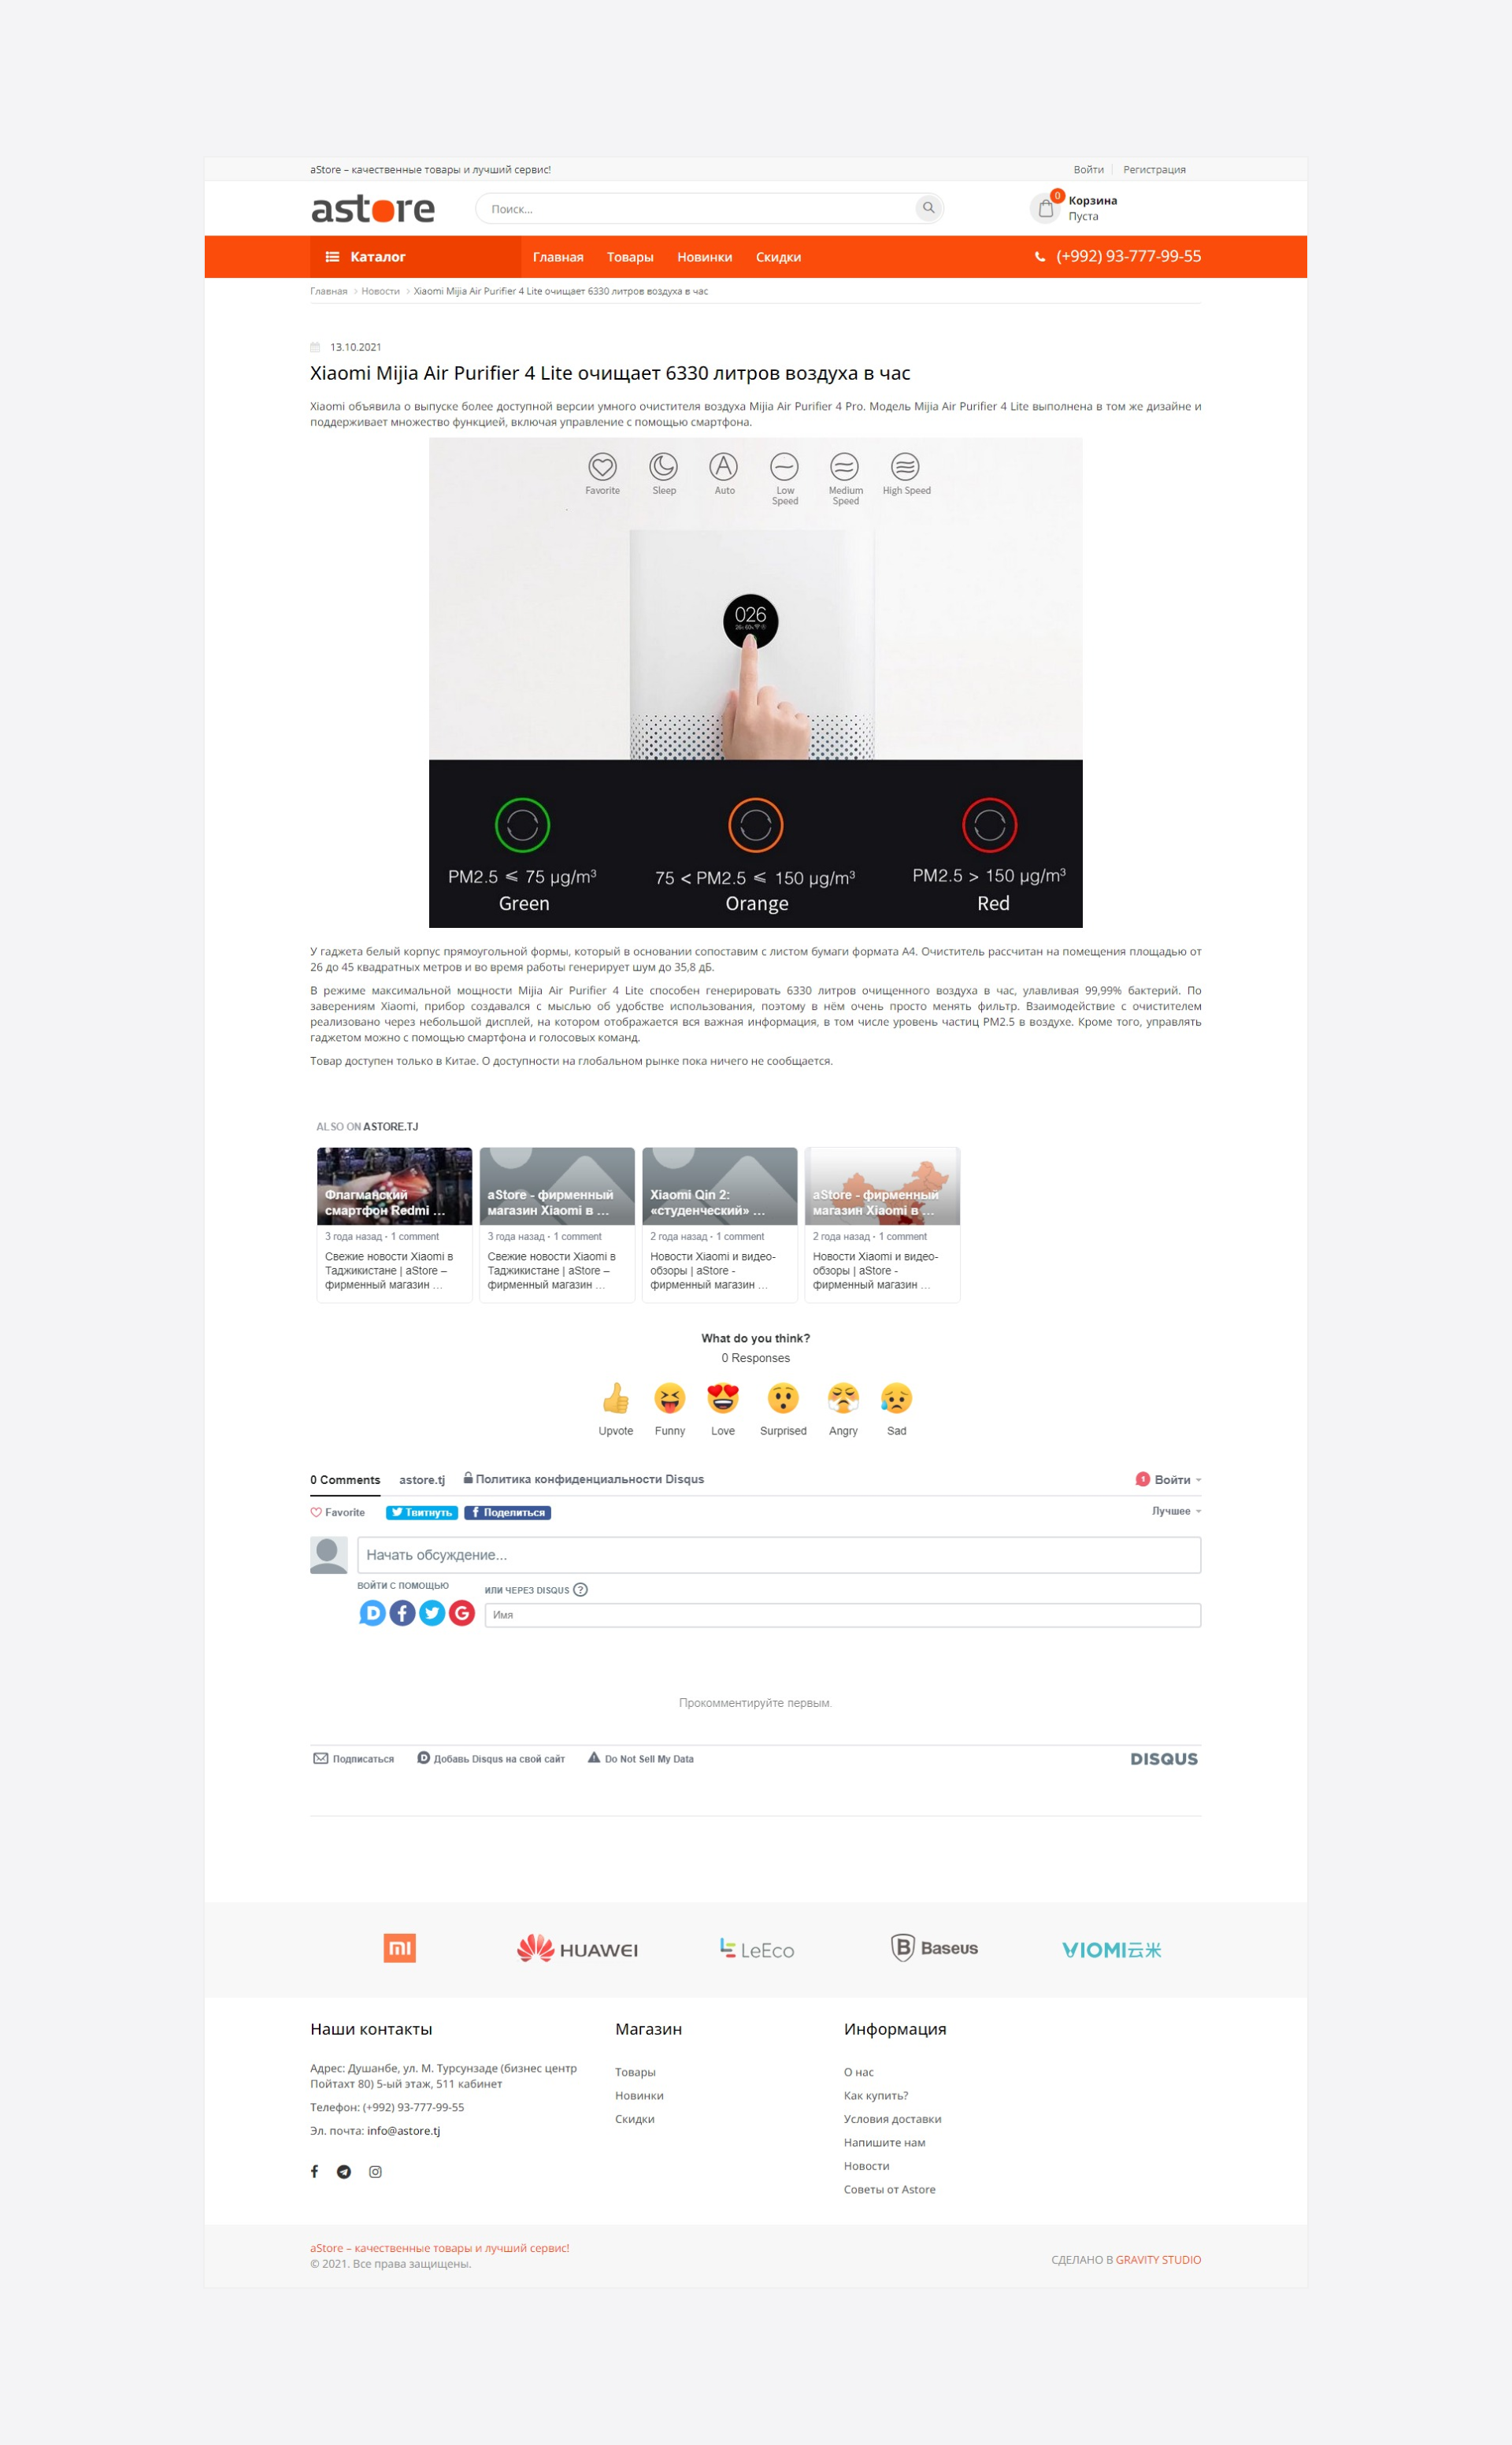 aStore – качественные товары и лучший сервис!
Войти
Регистрация
astore
Поиск...
0
Корзина
Пуста
Каталог
Главная
Товары
Новинки
Скидки
(+992) 93-777-99-55
Главная > Новости > Xiaomi Mijia Air Purifier 4 Lite очищает 6330 литров воздуха в час
13.10.2021
Xiaomi Mijia Air Purifier 4 Lite очищает 6330 литров воздуха в час
Xiaomi объявила о выпуске более доступной версии умного очистителя воздуха Mijia Air Purifier 4 Pro. Модель Mijia Air Purifier 4 Lite выполнена в том же дизайне и
поддерживает множество функцией, включая управление с помощью смартфона.
Favorite
Sleep
Auto
Low
Speed
Medium
Speed
High Speed
026
PM2.5 ⩽ 75 µg/m³
Green
75 < PM2.5 ⩽ 150 µg/m³
Orange
PM2.5 > 150 µg/m³
Red
У гаджета белый корпус прямоугольной формы, который в основании сопоставим с листом бумаги формата А4. Очиститель рассчитан на помещения площадью от
26 до 45 квадратных метров и во время работы генерирует шум до 35,8 дБ.
В режиме максимальной мощности Mijia Air Purifier 4 Lite способен генерировать 6330 литров очищенного воздуха в час, улавливая 99,99% бактерий. По
заверениям Xiaomi, прибор создавался с мыслью об удобстве использования, поэтому в нём очень просто менять фильтр. Взаимодействие с очистителем
реализовано через небольшой дисплей, на котором отображается вся важная информация, в том числе уровень частиц PM2.5 в воздухе. Кроме того, управлять
гаджетом можно с помощью смартфона и голосовых команд.
Товар доступен только в Китае. О доступности на глобальном рынке пока ничего не сообщается.
ALSO ON ASTORE.TJ
Флагманский
смартфон Redmi …
3 года назад • 1 comment
Свежие новости Xiaomi в
Таджикистане | aStore –
фирменный магазин …
aStore - фирменный
магазин Xiaomi в …
3 года назад • 1 comment
Свежие новости Xiaomi в
Таджикистане | aStore –
фирменный магазин …
Xiaomi Qin 2:
«студенческий» …
2 года назад • 1 comment
Новости Xiaomi и видео-
обзоры | aStore -
фирменный магазин …
aStore - фирменный
магазин Xiaomi в …
2 года назад • 1 comment
Новости Xiaomi и видео-
обзоры | aStore -
фирменный магазин …
What do you think?
0 Responses
Upvote
Funny
Love
Surprised
Angry
Sad
0 Comments
astore.tj
Политика конфиденциальности Disqus
1
Войти
Favorite
Твитнуть
Поделиться
Лучшее
Начать обсуждение...
ВОЙТИ С ПОМОЩЬЮ
ИЛИ ЧЕРЕЗ DISQUS ?
Имя
Прокомментируйте первым.
Подписаться
Добавь Disqus на свой сайт
Do Not Sell My Data
DISQUS
mi
HUAWEI
LeEco
B Baseus
VIOMI云米
Наши контакты
Адрес: Душанбе, ул. М. Турсунзаде (бизнес центр
Пойтахт 80) 5-ый этаж, 511 кабинет
Телефон: (+992) 93-777-99-55
Эл. почта: info@astore.tj
Магазин
Товары
Новинки
Скидки
Информация
О нас
Как купить?
Условия доставки
Напишите нам
Новости
Советы от Astore
aStore – качественные товары и лучший сервис!
© 2021. Все права защищены.
СДЕЛАНО В GRAVITY STUDIO